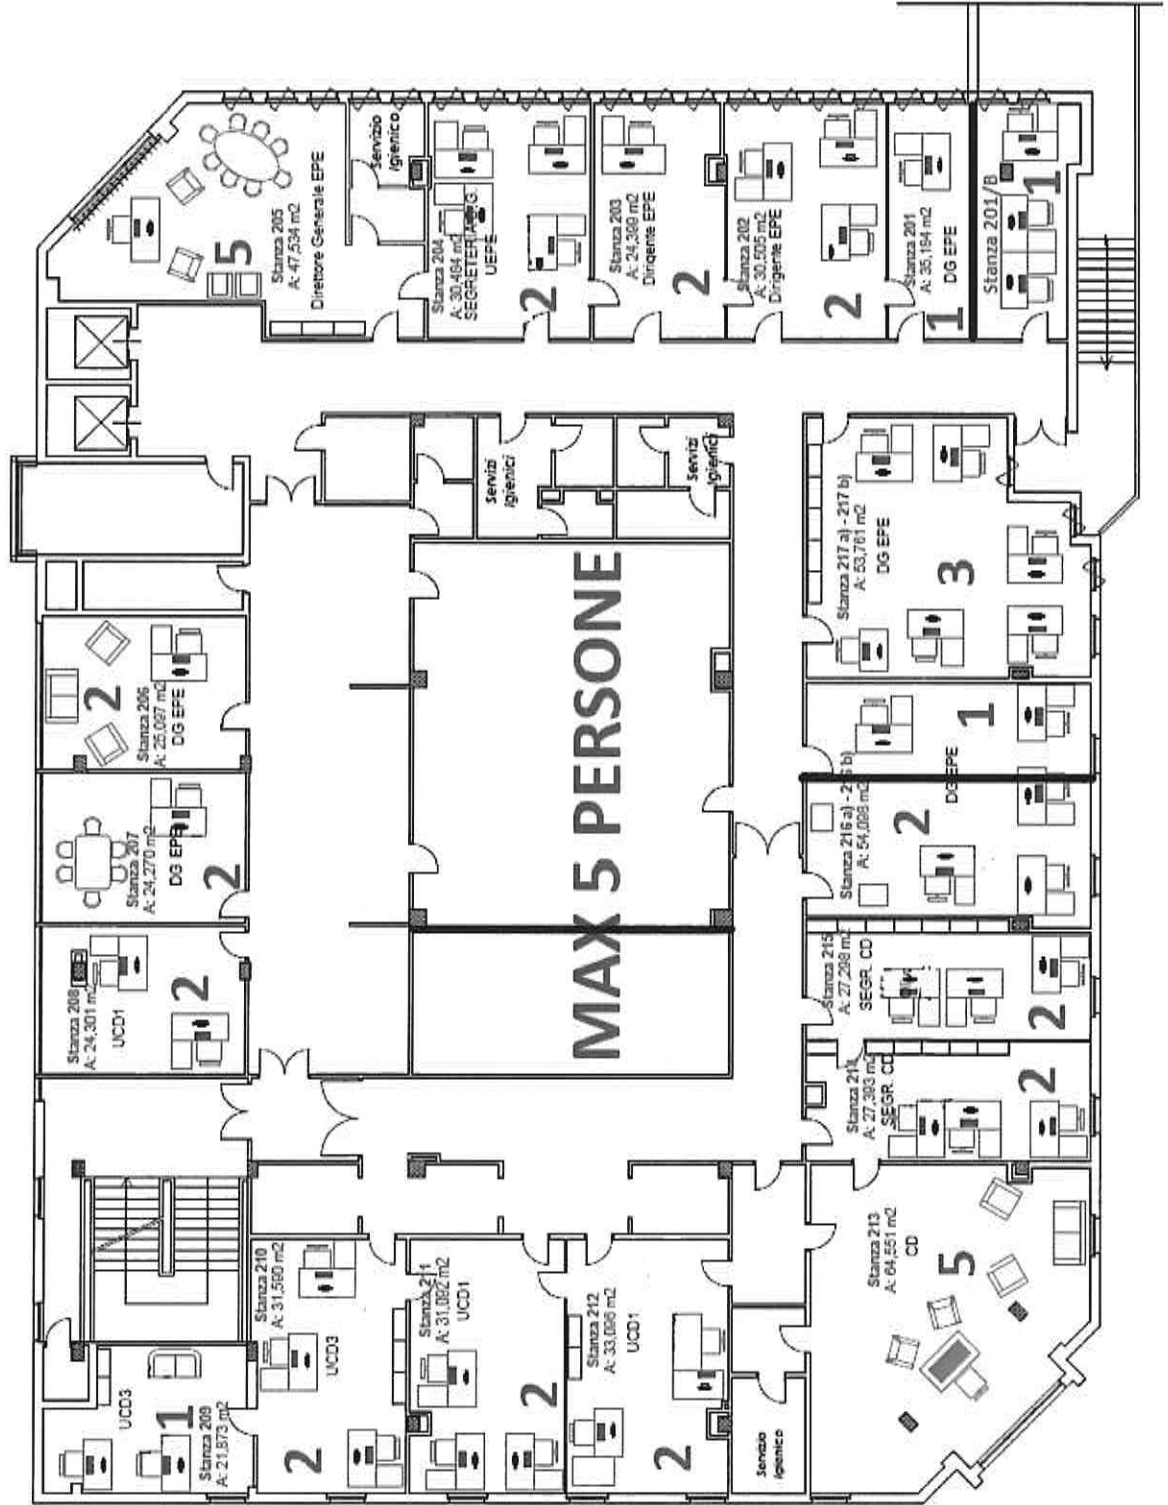 Stanza 205
A: 47,534 m2
Direttore Generale EPE
5
Servizio
Igienico
Stanza 204
A: 30,484 m2
UEPE
2
Stanza 203
A: 24,399 m2
Dirigente EPE
2
Stanza 202
A: 30,505 m2
Dirigente EPE
2
Stanza 201
A: 35,184 m2
DG EPE
1
Stanza 201/B
1
Servizi
Igienici
Servizi
Igienici
MAX 5 PERSONE
Stanza 217 a) - 217 b)
A: 53,761 m2
DG EPE
3
1
Stanza 216 a) - 216 b)
A: 54,098 m2
DG EPE
2
Stanza 215
A: 27,298 m2
SEGR. CD
2
Stanza 214
A: 27,393 m2
SEGR. CD
2
Stanza 213
A: 64,551 m2
CD
5
Servizio
Igienico
Stanza 212
A: 33,096 m2
UCD1
2
Stanza 211
A: 31,092 m2
UCD1
2
Stanza 210
A: 31,590 m2
UCD3
2
UCD3
1
Stanza 209
A: 21,873 m2
Stanza 208
A: 24,301 m2
UCD1
2
Stanza 207
A: 24,270 m2
DG EPE
2
Stanza 206
A: 25,097 m2
DG EPE
2